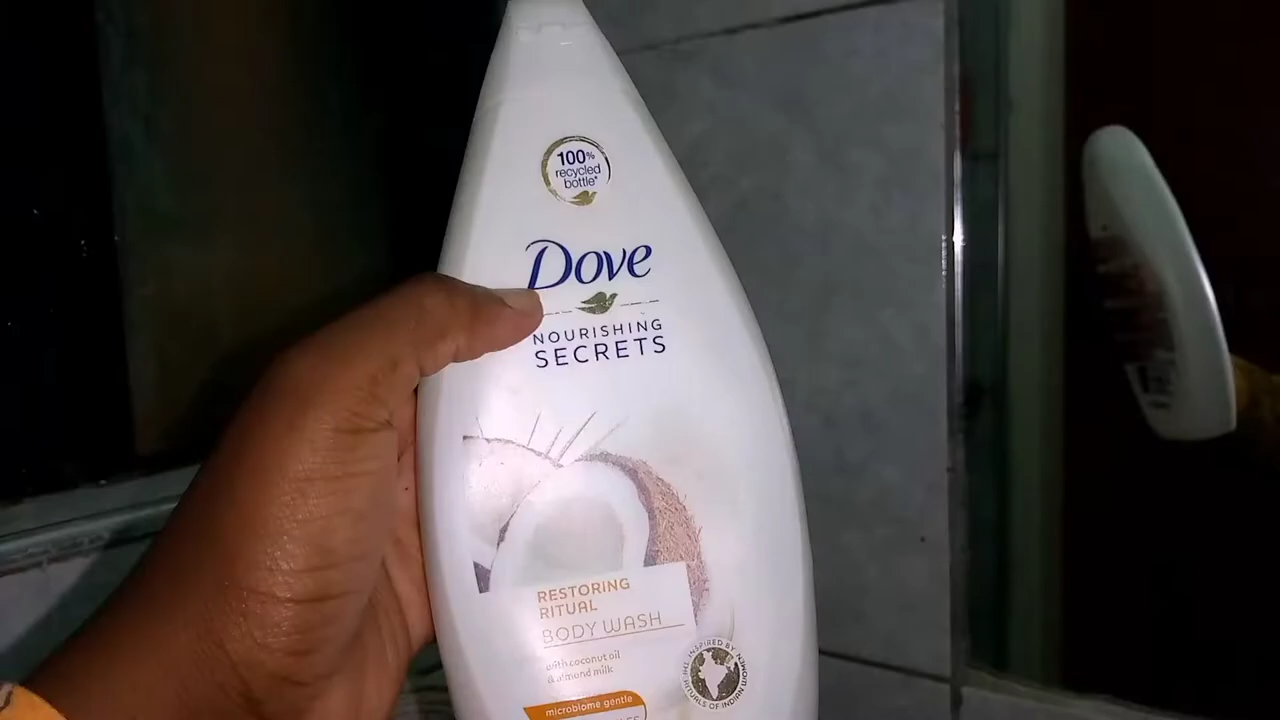 100%
recycled
bottle*
Dove
NOURISHING
SECRETS
RESTORING
RITUAL
BODY WASH
with coconut oil
& almond milk
microbiome gentle
INSPIRED BY THE RITUALS OF INDIAN WOMEN